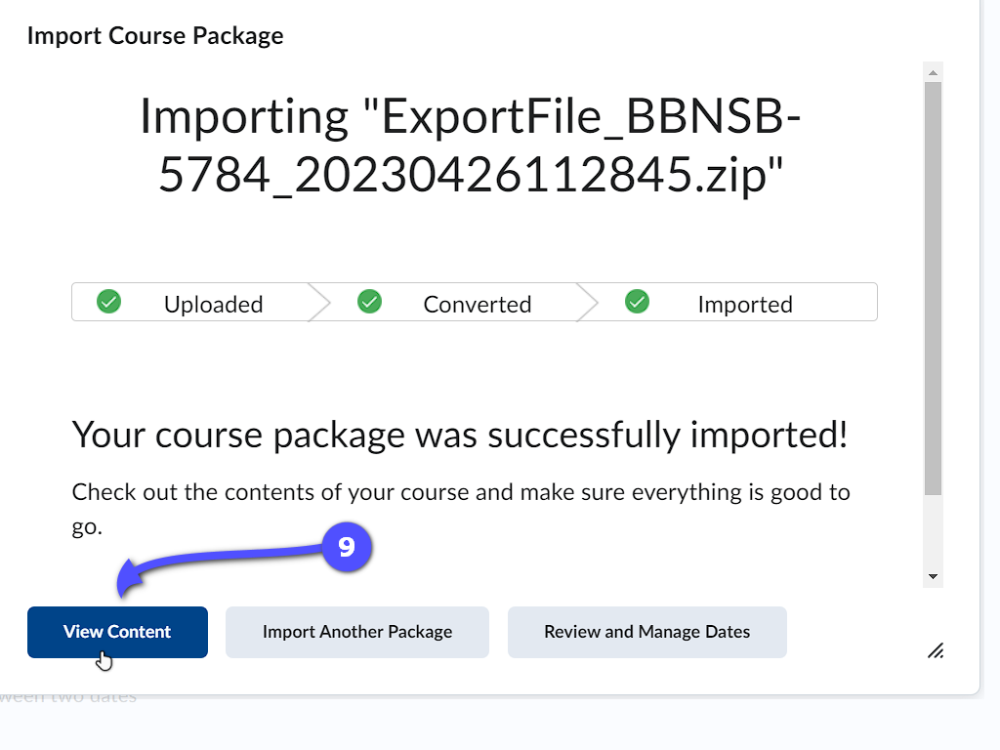 Import Course Package
Importing "ExportFile_BBNSB-
5784_20230426112845.zip"
Uploaded Converted Imported
Your course package was successfully imported!
Check out the contents of your course and make sure everything is good to
go.
9
View Content Import Another Package Review and Manage Dates
two dates